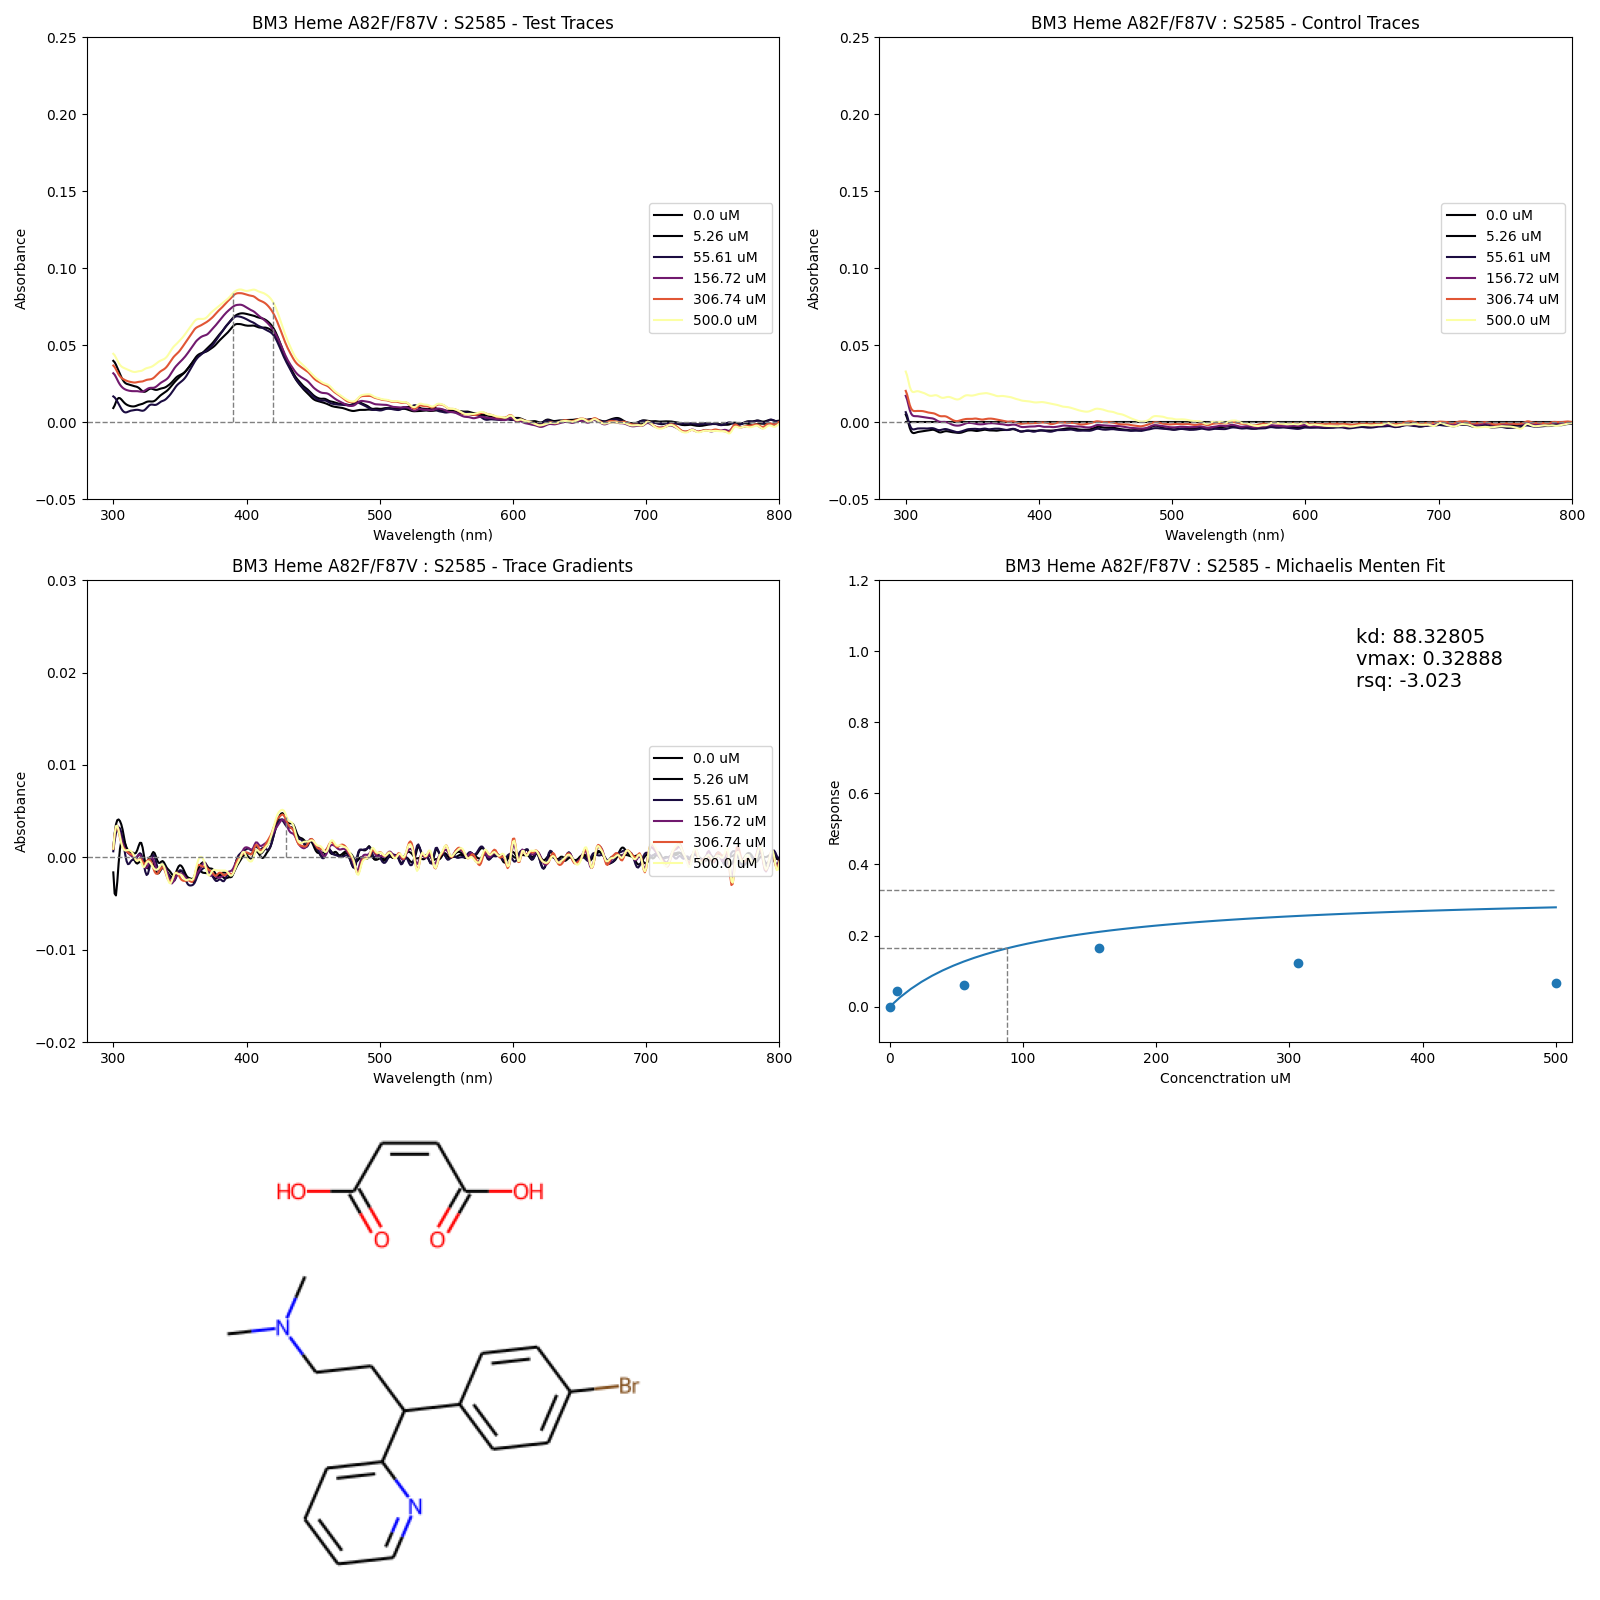 BM3 Heme A82F/F87V : S2585 - Test Traces
Absorbance
0.25
0.20
0.15
0.10
0.05
0.00
−0.05
300
400
500
600
700
800
Wavelength (nm)
0.0 uM
5.26 uM
55.61 uM
156.72 uM
306.74 uM
500.0 uM
BM3 Heme A82F/F87V : S2585 - Control Traces
Absorbance
0.25
0.20
0.15
0.10
0.05
0.00
−0.05
300
400
500
600
700
800
Wavelength (nm)
0.0 uM
5.26 uM
55.61 uM
156.72 uM
306.74 uM
500.0 uM
BM3 Heme A82F/F87V : S2585 - Trace Gradients
Absorbance
0.03
0.02
0.01
0.00
−0.01
−0.02
300
400
500
600
700
800
Wavelength (nm)
0.0 uM
5.26 uM
55.61 uM
156.72 uM
306.74 uM
500.0 uM
BM3 Heme A82F/F87V : S2585 - Michaelis Menten Fit
Response
1.2
1.0
0.8
0.6
0.4
0.2
0.0
0
100
200
300
400
500
Concenctration uM
kd: 88.32805
vmax: 0.32888
rsq: -3.023
HO
OH
O
O
N
Br
N